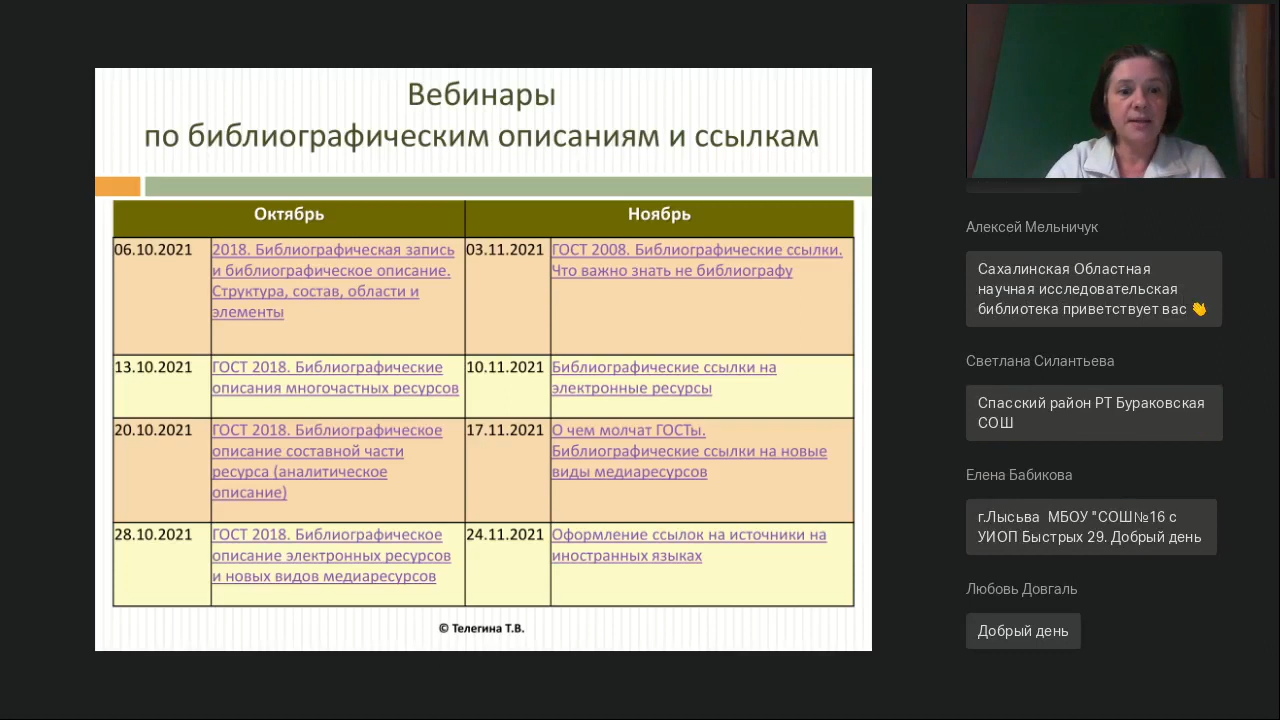 Вебинары
по библиографическим описаниям и ссылкам
Октябрь
Ноябрь
06.10.2021
2018. Библиографическая запись
и библиографическое описание.
Структура, состав, области и
элементы
03.11.2021
ГОСТ 2008. Библиографические ссылки.
Что важно знать не библиографу
13.10.2021
ГОСТ 2018. Библиографические
описания многочастных ресурсов
10.11.2021
Библиографические ссылки на
электронные ресурсы
20.10.2021
ГОСТ 2018. Библиографическое
описание составной части
ресурса (аналитическое
описание)
17.11.2021
О чем молчат ГОСТы.
Библиографические ссылки на новые
виды медиаресурсов
28.10.2021
ГОСТ 2018. Библиографическое
описание электронных ресурсов
и новых видов медиаресурсов
24.11.2021
Оформление ссылок на источники на
иностранных языках
© Телегина Т.В.
Алексей Мельничук
Сахалинская Областная
научная исследовательская
библиотека приветствует вас 👋
Светлана Силантьева
Спасский район РТ Бураковская
СОШ
Елена Бабикова
г.Лысьва МБОУ "СОШ№16 с
УИОП Быстрых 29. Добрый день
Любовь Довгаль
Добрый день